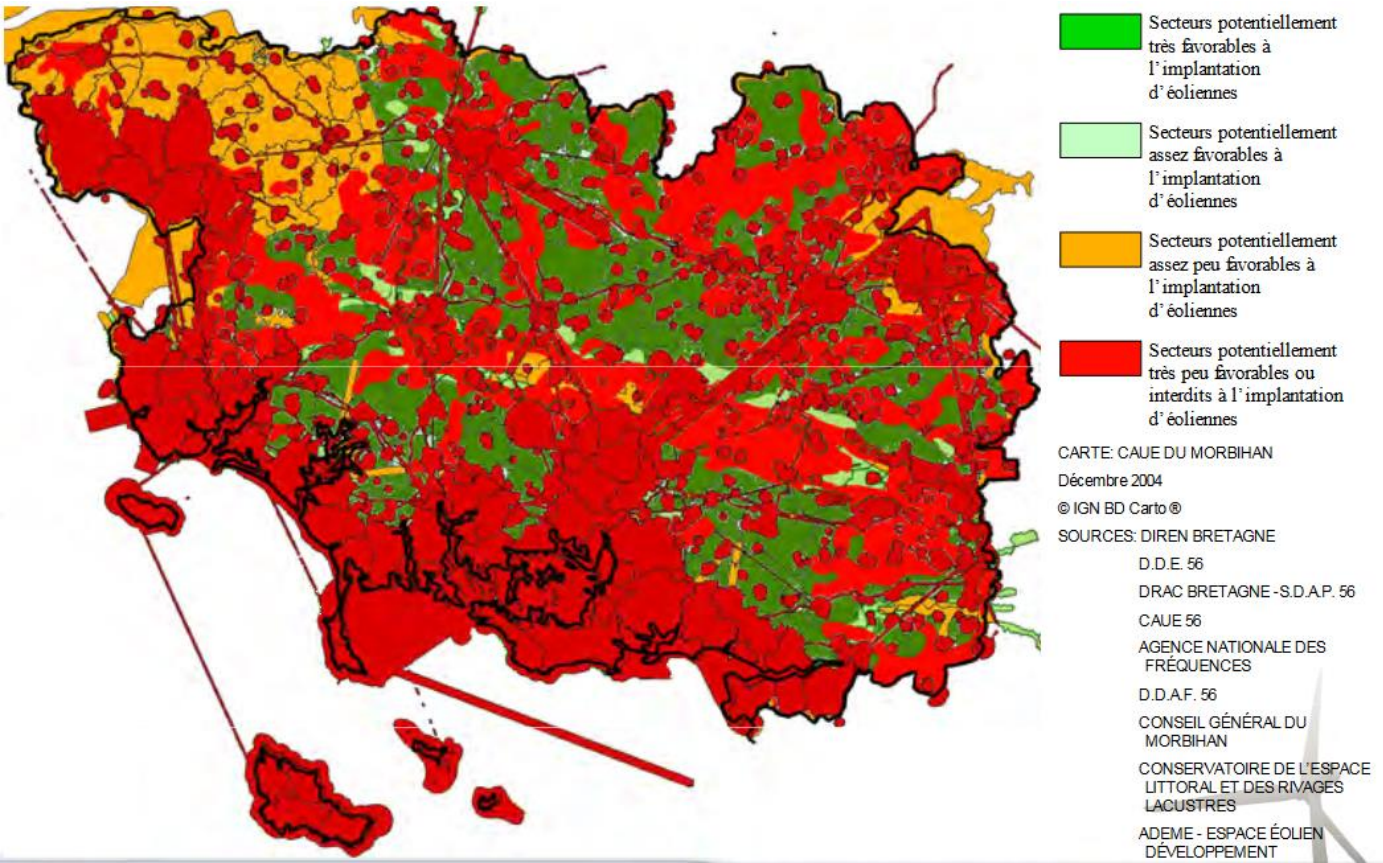 Secteurs potentiellement
très favorables à
l'implantation
d'éoliennes
Secteurs potentiellement
assez favorables à
l'implantation
d'éoliennes
Secteurs potentiellement
assez peu favorables à
l'implantation
d'éoliennes
Secteurs potentiellement
très peu favorables ou
interdits à l'implantation
d'éoliennes
CARTE: CAUE DU MORBIHAN
Décembre 2004
© IGN BD Carto ®
SOURCES: DIREN BRETAGNE
D.D.E. 56
DRAC BRETAGNE - S.D.A.P. 56
CAUE 56
AGENCE NATIONALE DES
FRÉQUENCES
D.D.A.F. 56
CONSEIL GÉNÉRAL DU
MORBIHAN
CONSERVATOIRE DE L'ESPACE
LITTORAL ET DES RIVAGES
LACUSTRES
ADEME - ESPACE ÉOLIEN
DÉVELOPPEMENT